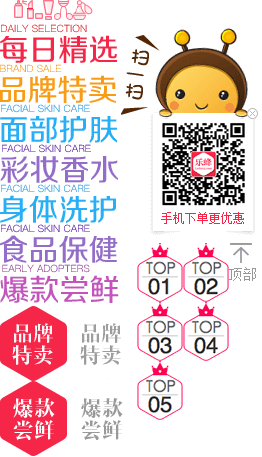 DAILY SELECTION
每日精选
BRAND SALE
品牌特卖
FACIAL SKIN CARE
面部护肤
FACIAL SKIN CARE
彩妆香水
FACIAL SKIN CARE
身体洗护
FACIAL SKIN CARE
食品保健
EARLY ADOPTERS
爆款尝鲜
扫一扫
乐蜂
手机下单更优惠
顶部
TOP
01
TOP
02
TOP
03
TOP
04
TOP
05
品牌
特卖
品牌
特卖
爆款
尝鲜
爆款
尝鲜